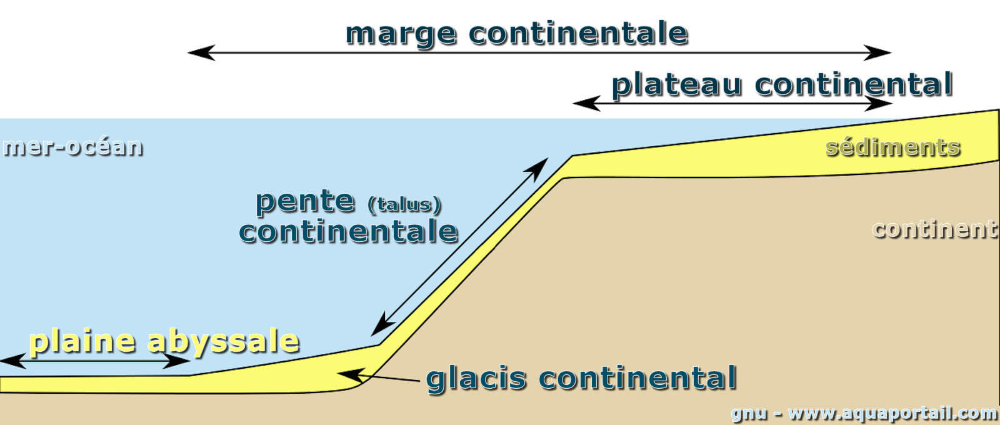 marge continentale
plateau continental
mer-océan
sédiments
pente (talus)
continentale
continent
plaine abyssale
glacis continental
gnu - www.aquaportail.com